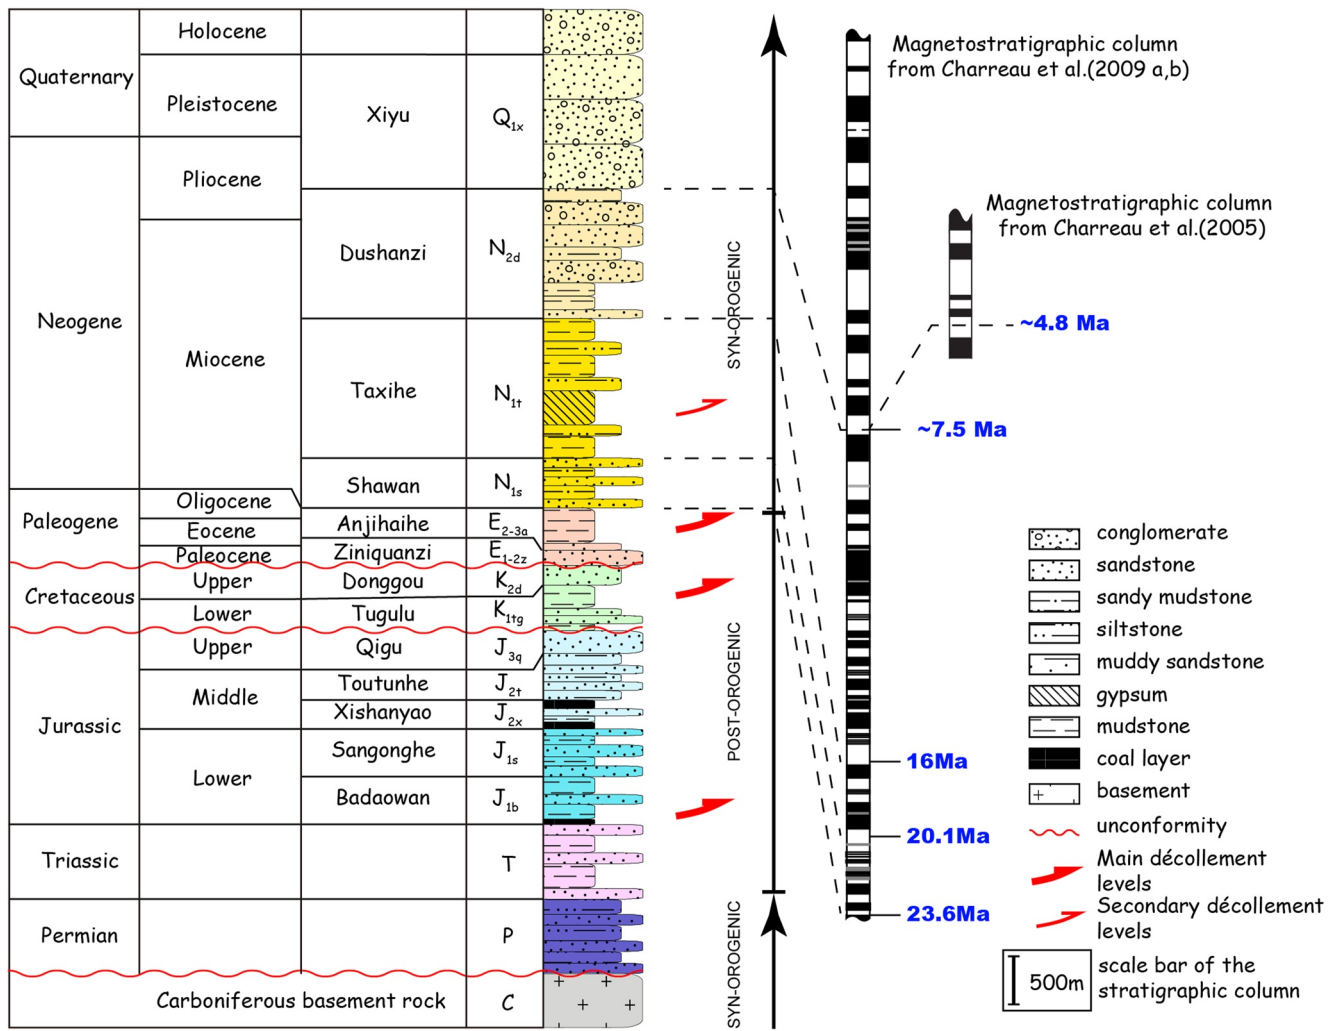 Quaternary
Holocene
Pleistocene
Xiyu
Q1x
Neogene
Pliocene
Miocene
Dushanzi
N2d
Taxihe
N1t
Shawan
N1s
Paleogene
Oligocene
Eocene
Anjihaihe
E2-3a
Paleocene
Ziniquanzi
E1-2z
Cretaceous
Upper
Donggou
K2d
Lower
Tugulu
K1tg
Jurassic
Upper
Qigu
J3q
Middle
Toutunhe
J2t
Xishanyao
J2x
Lower
Sangonghe
J1s
Badaowan
J1b
Triassic
T
Permian
P
Carboniferous basement rock
C
SYN-OROGENIC
POST-OROGENIC
SYN-OROGENIC
Magnetostratigraphic column
from Charreau et al.(2009 a,b)
Magnetostratigraphic column
from Charreau et al.(2005)
~4.8 Ma
~7.5 Ma
16Ma
20.1Ma
23.6Ma
conglomerate
sandstone
sandy mudstone
siltstone
muddy sandstone
gypsum
mudstone
coal layer
basement
unconformity
Main décollement
levels
Secondary décollement
levels
500m
scale bar of the
stratigraphic column